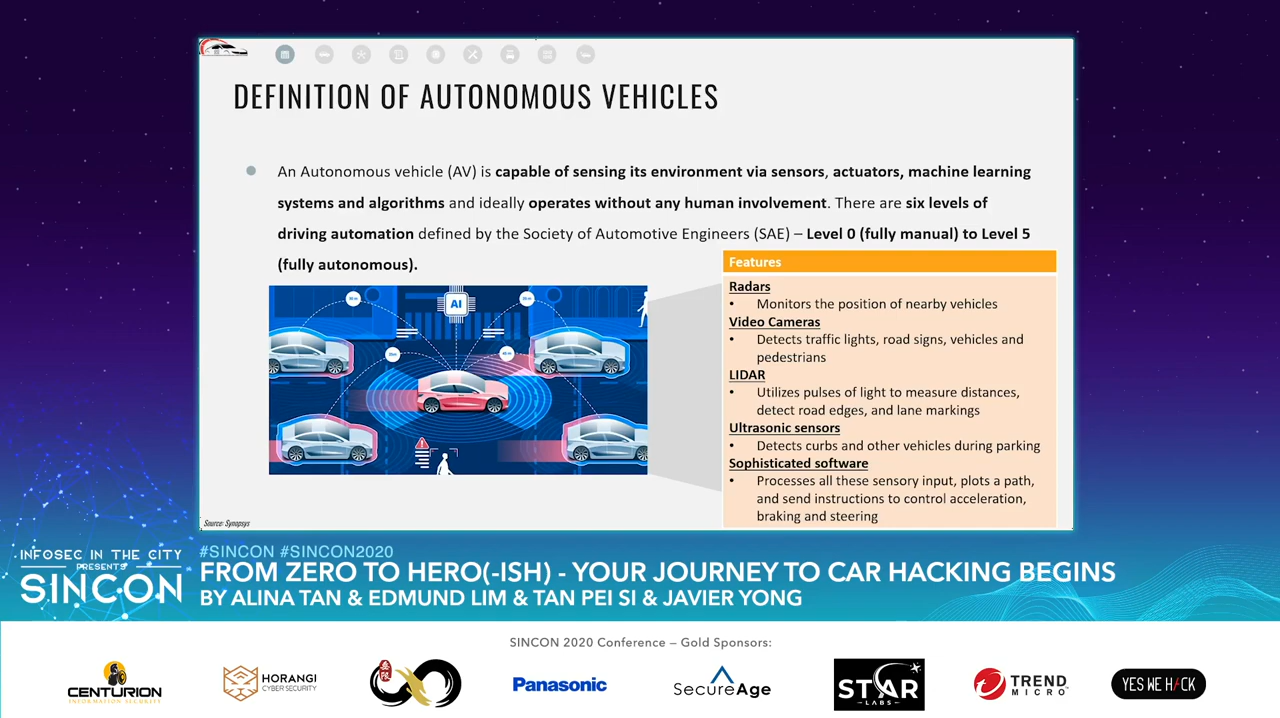 DEFINITION OF AUTONOMOUS VEHICLES
An Autonomous vehicle (AV) is capable of sensing its environment via sensors, actuators, machine learning
systems and algorithms and ideally operates without any human involvement. There are six levels of
driving automation defined by the Society of Automotive Engineers (SAE) – Level 0 (fully manual) to Level 5
(fully autonomous).
AI
Features
Radars
• Monitors the position of nearby vehicles
Video Cameras
• Detects traffic lights, road signs, vehicles and
pedestrians
LIDAR
• Utilizes pulses of light to measure distances,
detect road edges, and lane markings
Ultrasonic sensors
• Detects curbs and other vehicles during parking
Sophisticated software
• Processes all these sensory input, plots a path,
and send instructions to control acceleration,
braking and steering
Source: Synopsys
INFOSEC IN THE CITY
PRESENTS
SINCON
#SINCON #SINCON2020
FROM ZERO TO HERO(-ISH) - YOUR JOURNEY TO CAR HACKING BEGINS
BY ALINA TAN & EDMUND LIM & TAN PEI SI & JAVIER YONG
SINCON 2020 Conference – Gold Sponsors:
CENTURION
INFORMATION SECURITY
HORANGI
CYBER SECURITY
Panasonic
SecureAge
STAR
LABS
TREND
MICRO
YES WE H/CK